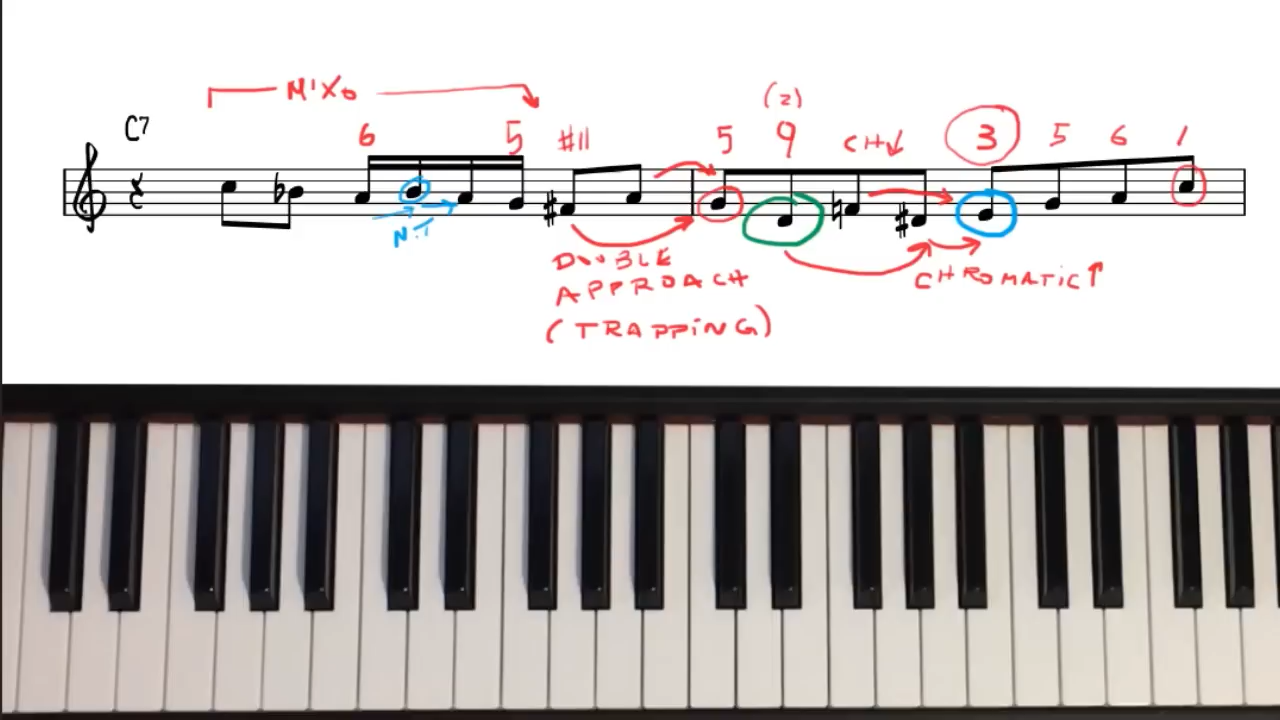 MIXO
(2)
C7 6 5 #11 5 9 CH↓ 3 5 6 1
N.T
DOUBLE
APPROACH
(TRAPPING)
CHROMATIC↑